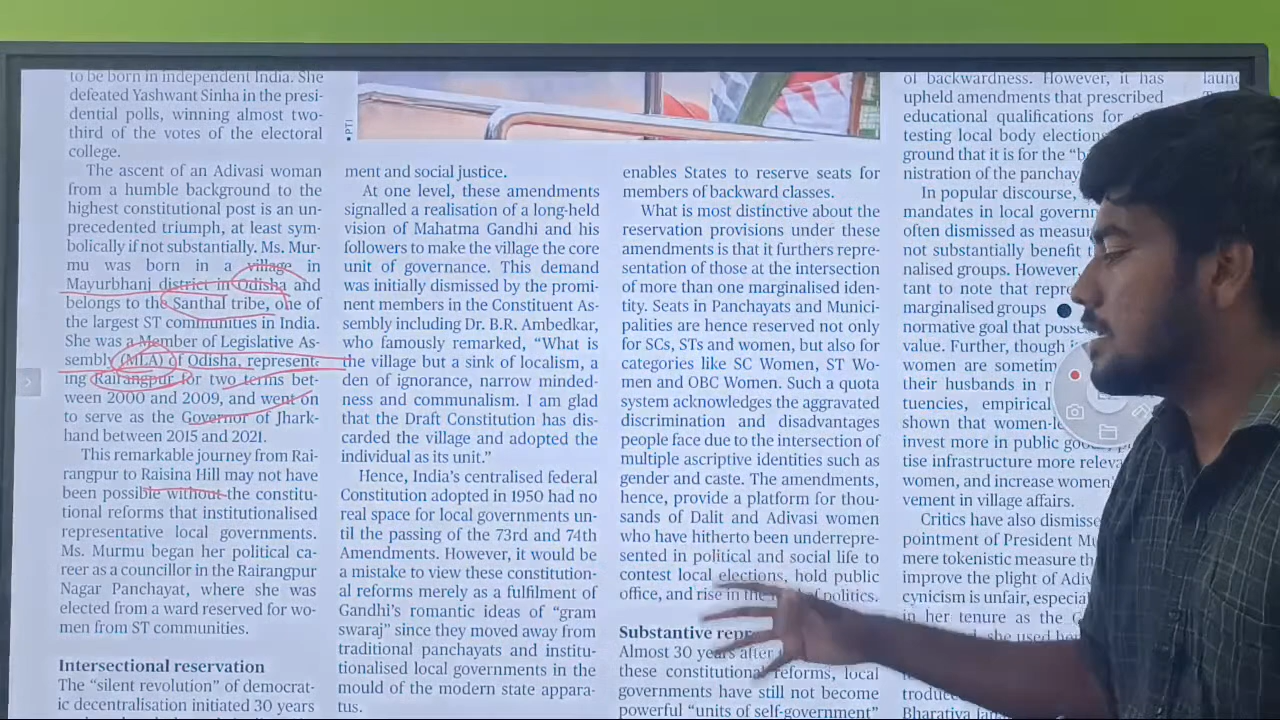 to be born in independent India. She
defeated Yashwant Sinha in the presi-
dential polls, winning almost two-
third of the votes of the electoral
college.
The ascent of an Adivasi woman
from a humble background to the
highest constitutional post is an un-
precedented triumph, at least sym-
bolically if not substantially. Ms. Mur-
mu was born in a village in
Mayurbhanj district in Odisha and
belongs to the Santhal tribe, one of
the largest ST communities in India.
She was a Member of Legislative As-
sembly (MLA) of Odisha, represent-
ing Rairangpur for two terms bet-
ween 2000 and 2009, and went on
to serve as the Governor of Jhark-
hand between 2015 and 2021.
This remarkable journey from Rai-
rangpur to Raisina Hill may not have
been possible without the constitu-
tional reforms that institutionalised
representative local governments.
Ms. Murmu began her political ca-
reer as a councillor in the Rairangpur
Nagar Panchayat, where she was
elected from a ward reserved for wo-
men from ST communities.
Intersectional reservation
The “silent revolution” of democrat-
ic decentralisation initiated 30 years
PTI
ment and social justice.
At one level, these amendments
signalled a realisation of a long-held
vision of Mahatma Gandhi and his
followers to make the village the core
unit of governance. This demand
was initially dismissed by the promi-
nent members in the Constituent As-
sembly including Dr. B.R. Ambedkar,
who famously remarked, “What is
the village but a sink of localism, a
den of ignorance, narrow minded-
ness and communalism. I am glad
that the Draft Constitution has dis-
carded the village and adopted the
individual as its unit.”
Hence, India’s centralised federal
Constitution adopted in 1950 had no
real space for local governments un-
til the passing of the 73rd and 74th
Amendments. However, it would be
a mistake to view these constitution-
al reforms merely as a fulfilment of
Gandhi’s romantic ideas of “gram
swaraj” since they moved away from
traditional panchayats and institu-
tionalised local governments in the
mould of the modern state appara-
tus.
enables States to reserve seats for
members of backward classes.
What is most distinctive about the
reservation provisions under these
amendments is that it furthers repre-
sentation of those at the intersection
of more than one marginalised iden-
tity. Seats in Panchayats and Munici-
palities are hence reserved not only
for SCs, STs and women, but also for
categories like SC Women, ST Wo-
men and OBC Women. Such a quota
system acknowledges the aggravated
discrimination and disadvantages
people face due to the intersection of
multiple ascriptive identities such as
gender and caste. The amendments,
hence, provide a platform for thou-
sands of Dalit and Adivasi women
who have hitherto been underrepre-
sented in political and social life to
contest local elections, hold public
office, and rise in the of politics.
Substantive
Almost 30 years after
these constitutional reforms, local
governments have still not become
powerful “units of self-government”
of backwardness. However, it has
upheld amendments that prescribed
educational qualifications for
testing local body election
ground that it is for the
nistration of the panchay
In popular discourse,
mandates in local governm
often dismissed as measu
not substantially benefit
nalised groups. However,
tant to note that repr
marginalised groups
normative goal that posse
value. Further, though
women are sometim
their husbands in
tuencies, empirical
shown that women-le
invest more in public
tise infrastructure more releva
women, and increase women
vement in village affairs.
Critics have also dismisse
pointment of President Mu
mere tokenistic measure th
improve the plight of Adiv
cynicism is unfair, especia
in her tenure as the
she used
troduc
Bharatiya
laun